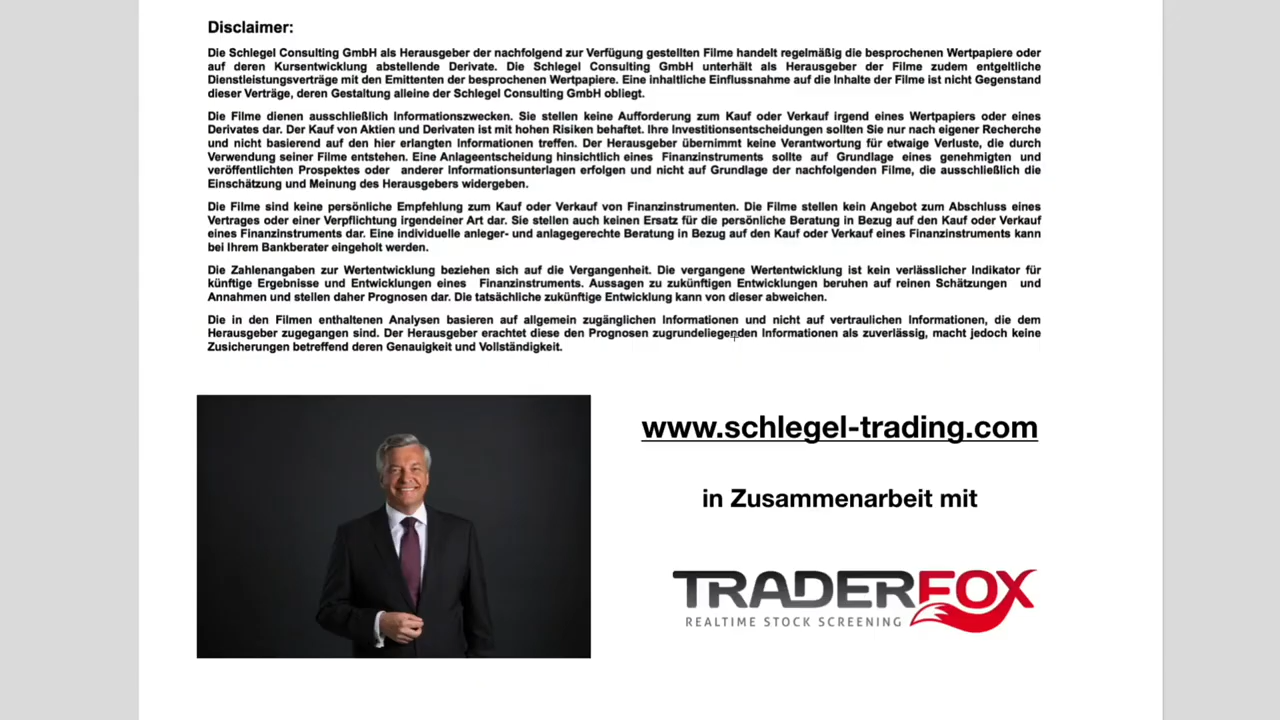 Disclaimer:
Die Schlegel Consulting GmbH als Herausgeber der nachfolgend zur Verfügung gestellten Filme handelt regelmäßig die besprochenen Wertpapiere oder
auf deren Kursentwicklung abstellende Derivate. Die Schlegel Consulting GmbH unterhält als Herausgeber der Filme zudem entgeltliche
Dienstleistungsverträge mit den Emittenten der besprochenen Wertpapiere. Eine inhaltliche Einflussnahme auf die Inhalte der Filme ist nicht Gegenstand
dieser Verträge, deren Gestaltung alleine der Schlegel Consulting GmbH obliegt.
Die Filme dienen ausschließlich Informationszwecken. Sie stellen keine Aufforderung zum Kauf oder Verkauf irgend eines Wertpapiers oder eines
Derivates dar. Der Kauf von Aktien und Derivaten ist mit hohen Risiken behaftet. Ihre Investitionsentscheidungen sollten Sie nur nach eigener Recherche
und nicht basierend auf den hier erlangten Informationen treffen. Der Herausgeber übernimmt keine Verantwortung für etwaige Verluste, die durch
Verwendung seiner Filme entstehen. Eine Anlageentscheidung hinsichtlich eines Finanzinstruments sollte auf Grundlage eines genehmigten und
veröffentlichten Prospektes oder anderer Informationsunterlagen erfolgen und nicht auf Grundlage der nachfolgenden Filme, die ausschließlich die
Einschätzung und Meinung des Herausgebers widergeben.
Die Filme sind keine persönliche Empfehlung zum Kauf oder Verkauf von Finanzinstrumenten. Die Filme stellen kein Angebot zum Abschluss eines
Vertrages oder einer Verpflichtung irgendeiner Art dar. Sie stellen auch keinen Ersatz für die persönliche Beratung in Bezug auf den Kauf oder Verkauf
eines Finanzinstruments dar. Eine individuelle anleger- und anlagegerechte Beratung in Bezug auf den Kauf oder Verkauf eines Finanzinstruments kann
bei Ihrem Bankberater eingeholt werden.
Die Zahlenangaben zur Wertentwicklung beziehen sich auf die Vergangenheit. Die vergangene Wertentwicklung ist kein verlässlicher Indikator für
künftige Ergebnisse und Entwicklungen eines Finanzinstruments. Aussagen zu zukünftigen Entwicklungen beruhen auf reinen Schätzungen und
Annahmen und stellen daher Prognosen dar. Die tatsächliche zukünftige Entwicklung kann von dieser abweichen.
Die in den Filmen enthaltenen Analysen basieren auf allgemein zugänglichen Informationen und nicht auf vertraulichen Informationen, die dem
Herausgeber zugegangen sind. Der Herausgeber erachtet diese den Prognosen zugrundeliegenden Informationen als zuverlässig, macht jedoch keine
Zusicherungen betreffend deren Genauigkeit und Vollständigkeit.
www.schlegel-trading.com
in Zusammenarbeit mit
TRADERFOX
REALTIME STOCK SCREENING